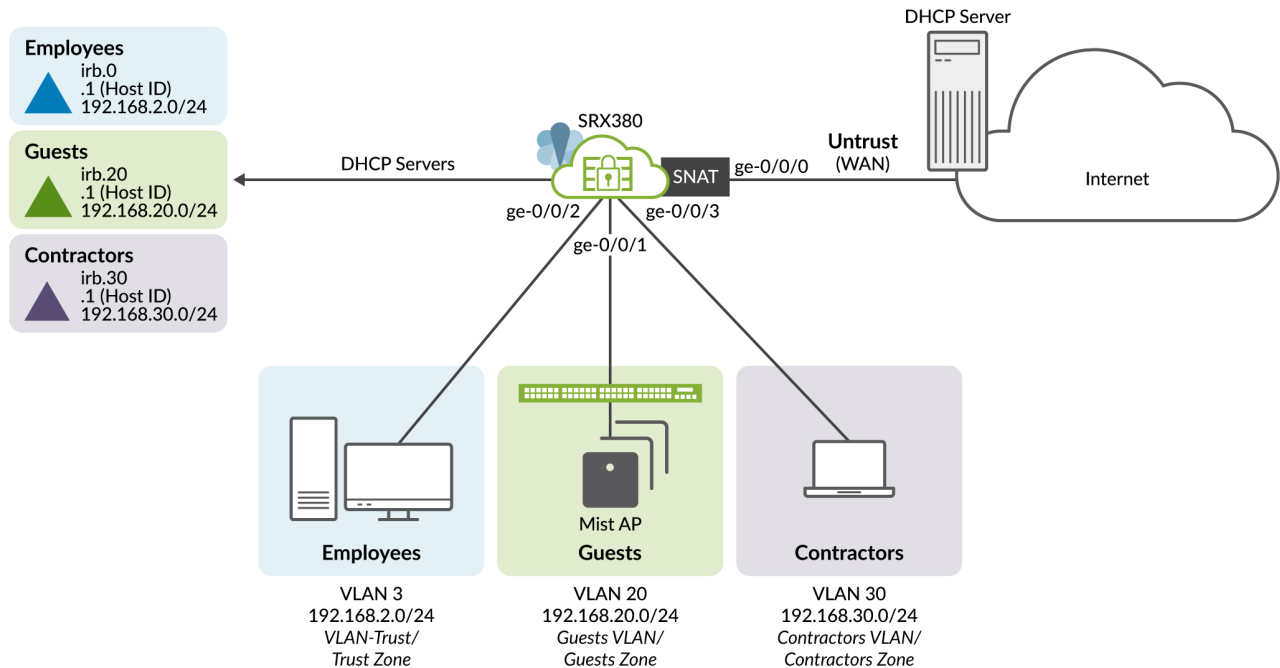 DHCP Server
Employees
irb.0
.1 (Host ID)
192.168.2.0/24
Guests
irb.20
.1 (Host ID)
192.168.20.0/24
Contractors
irb.30
.1 (Host ID)
192.168.30.0/24
DHCP Servers
SRX380
SNAT
ge-0/0/0
Untrust
(WAN)
Internet
ge-0/0/2
ge-0/0/3
ge-0/0/1
Mist AP
Employees
Guests
Contractors
VLAN 3
192.168.2.0/24
VLAN-Trust/
Trust Zone
VLAN 20
192.168.20.0/24
Guests VLAN/
Guests Zone
VLAN 30
192.168.30.0/24
Contractors VLAN/
Contractors Zone